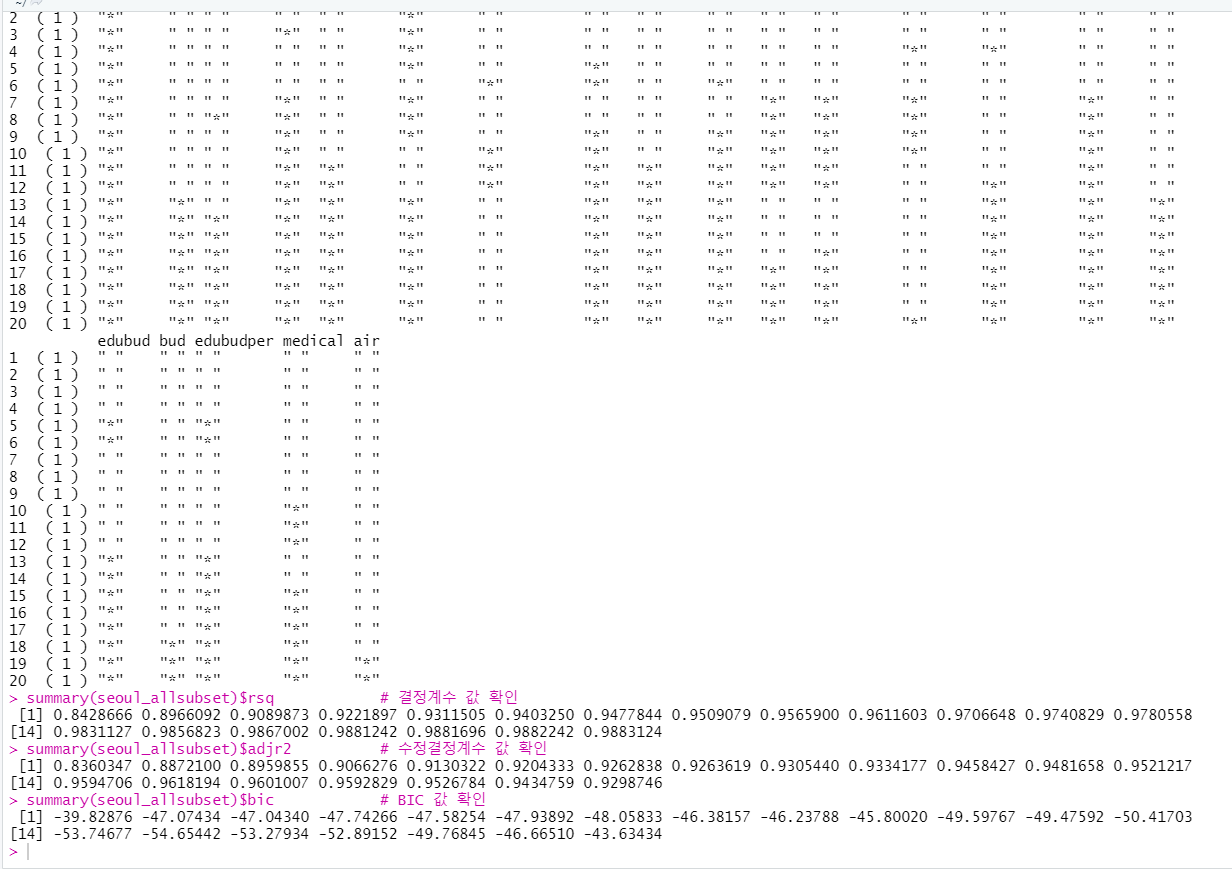 ~/
2  ( 1 ) "*" " " " " " " " " "*" " " " " " " " " " " " " " " " " " " " "
3  ( 1 ) "*" " " " " "*" " " "*" " " " " " " " " " " " " " " " " " " " "
4  ( 1 ) "*" " " " " " " " " "*" " " " " " " " " " " " " "*" "*" " " " "
5  ( 1 ) "*" " " " " " " " " "*" " " "*" " " " " " " " " " " " " " " " "
6  ( 1 ) "*" " " " " " " " " " " "*" "*" " " "*" " " " " " " " " " " " "
7  ( 1 ) "*" " " " " "*" " " "*" " " " " " " " " "*" "*" "*" " " "*" " "
8  ( 1 ) "*" " " "*" "*" " " "*" " " " " " " " " "*" "*" "*" " " "*" " "
9  ( 1 ) "*" " " " " "*" " " "*" " " "*" " " "*" "*" "*" "*" " " "*" " "
10  ( 1 ) "*" " " " " "*" " " " " "*" "*" " " "*" "*" "*" "*" " " "*" " "
11  ( 1 ) "*" " " " " "*" "*" " " "*" "*" "*" "*" "*" "*" " " " " "*" " "
12  ( 1 ) "*" " " " " "*" "*" " " "*" "*" "*" "*" "*" "*" " " "*" "*" " "
13  ( 1 ) "*" "*" " " "*" "*" "*" " " "*" "*" "*" " " " " " " "*" "*" "*"
14  ( 1 ) "*" "*" "*" "*" "*" "*" " " "*" "*" "*" " " " " " " "*" "*" "*"
15  ( 1 ) "*" "*" "*" "*" "*" "*" " " "*" "*" "*" " " " " " " "*" "*" "*"
16  ( 1 ) "*" "*" "*" "*" "*" "*" " " "*" "*" "*" " " "*" " " "*" "*" "*"
17  ( 1 ) "*" "*" "*" "*" "*" "*" " " "*" "*" "*" "*" "*" " " "*" "*" "*"
18  ( 1 ) "*" "*" "*" "*" "*" "*" " " "*" "*" "*" "*" "*" " " "*" "*" "*"
19  ( 1 ) "*" "*" "*" "*" "*" "*" " " "*" "*" "*" "*" "*" " " "*" "*" "*"
20  ( 1 ) "*" "*" "*" "*" "*" "*" " " "*" "*" "*" "*" "*" "*" "*" "*" "*"
edubud bud edubudper medical air
1  ( 1 ) " " " " " " " " " "
2  ( 1 ) " " " " " " " " " "
3  ( 1 ) " " " " " " " " " "
4  ( 1 ) " " " " " " " " " "
5  ( 1 ) "*" " " "*" " " " "
6  ( 1 ) "*" " " "*" " " " "
7  ( 1 ) " " " " " " " " " "
8  ( 1 ) " " " " " " " " " "
9  ( 1 ) " " " " " " " " " "
10  ( 1 ) " " " " " " "*" " "
11  ( 1 ) " " " " " " "*" " "
12  ( 1 ) " " " " " " "*" " "
13  ( 1 ) "*" " " "*" " " " "
14  ( 1 ) "*" " " "*" " " " "
15  ( 1 ) "*" " " "*" "*" " "
16  ( 1 ) "*" " " "*" "*" " "
17  ( 1 ) "*" " " "*" "*" " "
18  ( 1 ) "*" "*" "*" "*" " "
19  ( 1 ) "*" "*" "*" "*" "*"
20  ( 1 ) "*" "*" "*" "*" "*"
> summary(seoul_allsubset)$rsq            # 결정계수 값 확인
[1] 0.8428666 0.8966092 0.9089873 0.9221897 0.9311505 0.9403250 0.9477844 0.9509079 0.9565900 0.9611603 0.9706648 0.9740829 0.9780558
[14] 0.9831127 0.9856823 0.9867002 0.9881242 0.9881696 0.9882242 0.9883124
> summary(seoul_allsubset)$adjr2          # 수정결정계수 값 확인
[1] 0.8360347 0.8872100 0.8959855 0.9066276 0.9130322 0.9204333 0.9262838 0.9263619 0.9305440 0.9334177 0.9458427 0.9481658 0.9521217
[14] 0.9594706 0.9618194 0.9601007 0.9592829 0.9526784 0.9434759 0.9298746
> summary(seoul_allsubset)$bic            # BIC 값 확인
[1] -39.82876 -47.07434 -47.04340 -47.74266 -47.58254 -47.93892 -48.05833 -46.38157 -46.23788 -45.80020 -49.59767 -49.47592 -50.41703
[14] -53.74677 -54.65442 -53.27934 -52.89152 -49.76845 -46.66510 -43.63434
>